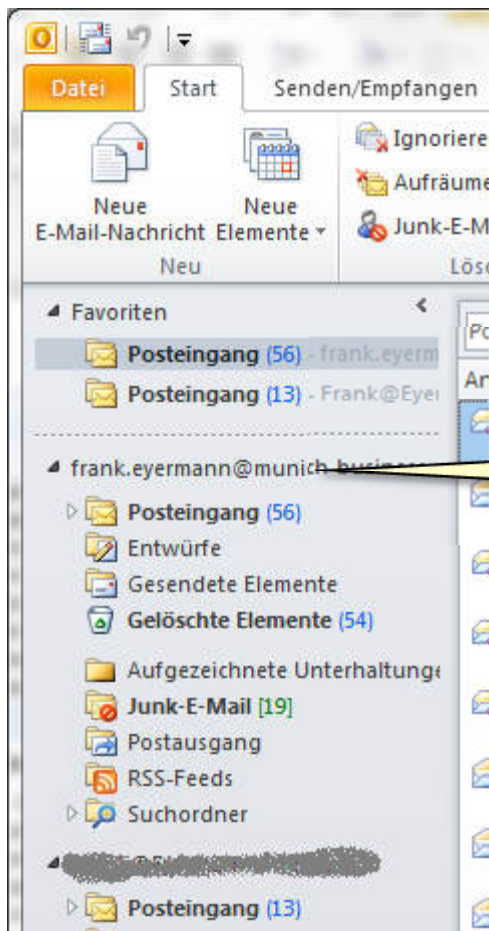 Datei Start Senden/Empfangen
Ignoriere
Aufräume
Neue Neue
E-Mail-Nachricht Elemente Junk-E-M
Neu Lösc
Favoriten
Posteingang (56) - frank.eyerm
Posteingang (13) - Frank@Eyer
frank.eyermann@munich-business
Posteingang (56)
Entwürfe
Gesendete Elemente
Gelöschte Elemente (54)
Aufgezeichnete Unterhaltunge
Junk-E-Mail [19]
Postausgang
RSS-Feeds
Suchordner
Posteingang (13)